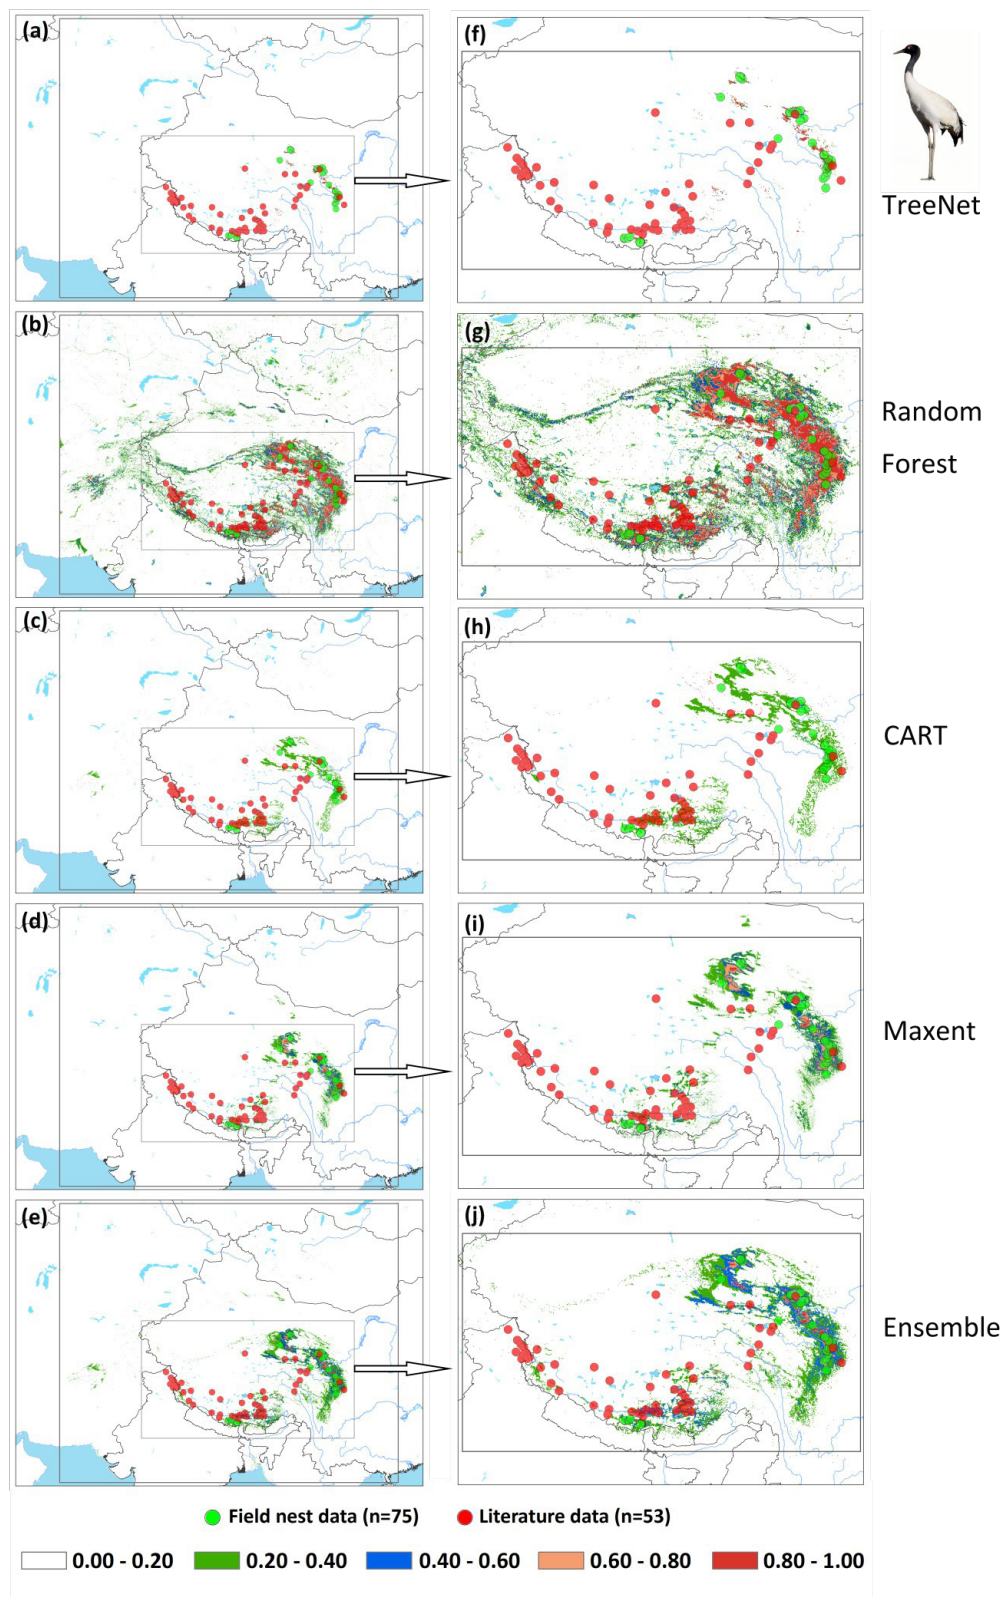 (a)
(f)
TreeNet
(b)
(g)
Random
Forest
(c)
(h)
CART
(d)
(i)
Maxent
(e)
(j)
Ensemble
Field nest data (n=75)
Literature data (n=53)
0.00 - 0.20
0.20 - 0.40
0.40 - 0.60
0.60 - 0.80
0.80 - 1.00